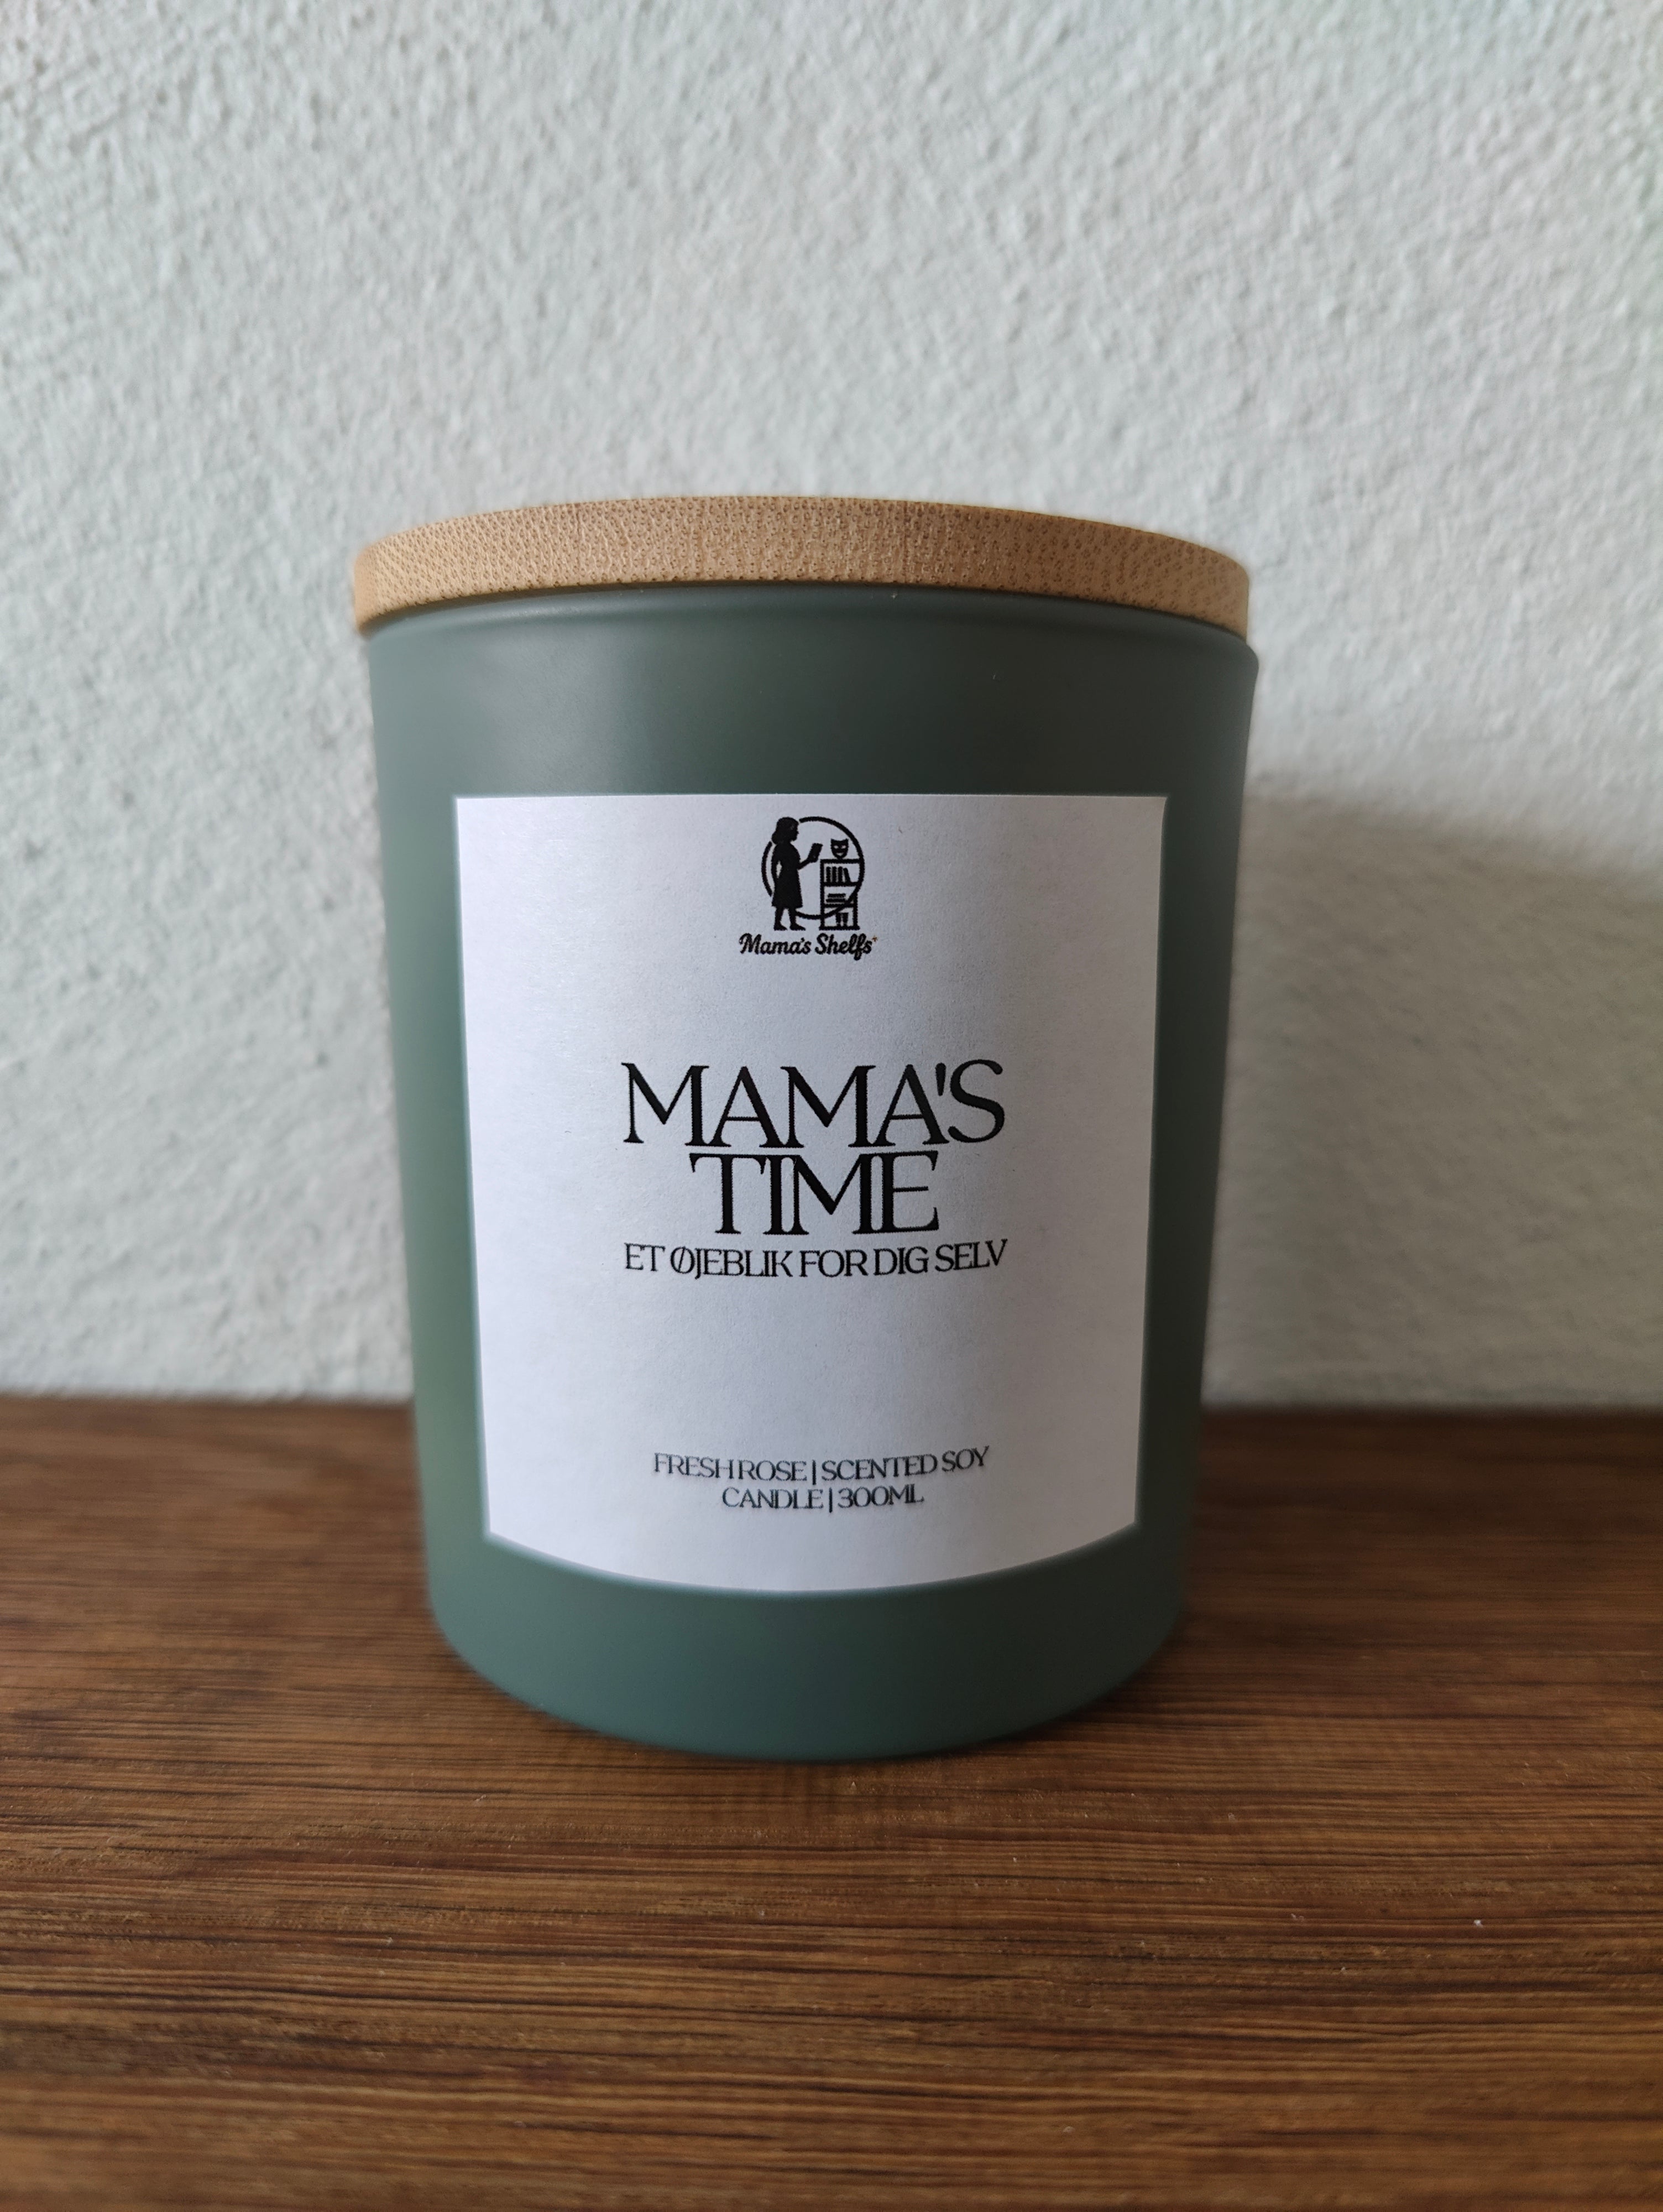 Mama's Shelfs
MAMA'S
TIME
ET ØJEBLIK FOR DIG SELV
FRESH ROSE | SCENTED SOY
CANDLE | 300ML